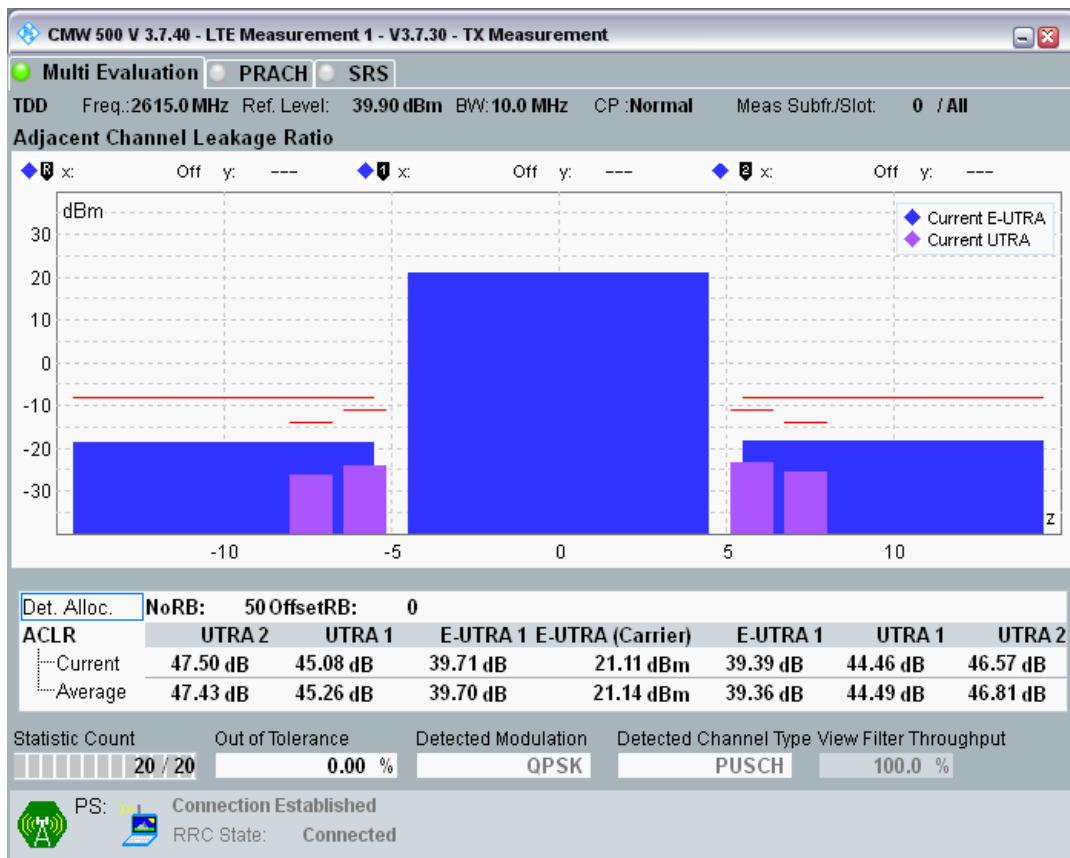 CMW 500 V 3.7.40 - LTE Measurement 1 - V3.7.30 - TX Measurement
Multi Evaluation PRACH SRS
TDD Freq.:2615.0 MHz Ref. Level: 39.90 dBm BW:10.0 MHz CP :Normal Meas Subfr./Slot: 0 / All
Adjacent Channel Leakage Ratio
R x: Off y: --- 1 x: Off y: --- 2 x: Off y: ---
dBm
Current E-UTRA
Current UTRA
30
20
10
0
-10
-20
-30
z
-10 -5 0 5 10
Det. Alloc. NoRB: 50 OffsetRB: 0
ACLR UTRA 2 UTRA 1 E-UTRA 1 E-UTRA (Carrier) E-UTRA 1 UTRA 1 UTRA 2
Current 47.50 dB 45.08 dB 39.71 dB 21.11 dBm 39.39 dB 44.46 dB 46.57 dB
Average 47.43 dB 45.26 dB 39.70 dB 21.14 dBm 39.36 dB 44.49 dB 46.81 dB
Statistic Count Out of Tolerance Detected Modulation Detected Channel Type View Filter Throughput
20 / 20 0.00 % QPSK PUSCH 100.0 %
PS: Connection Established
RRC State: Connected